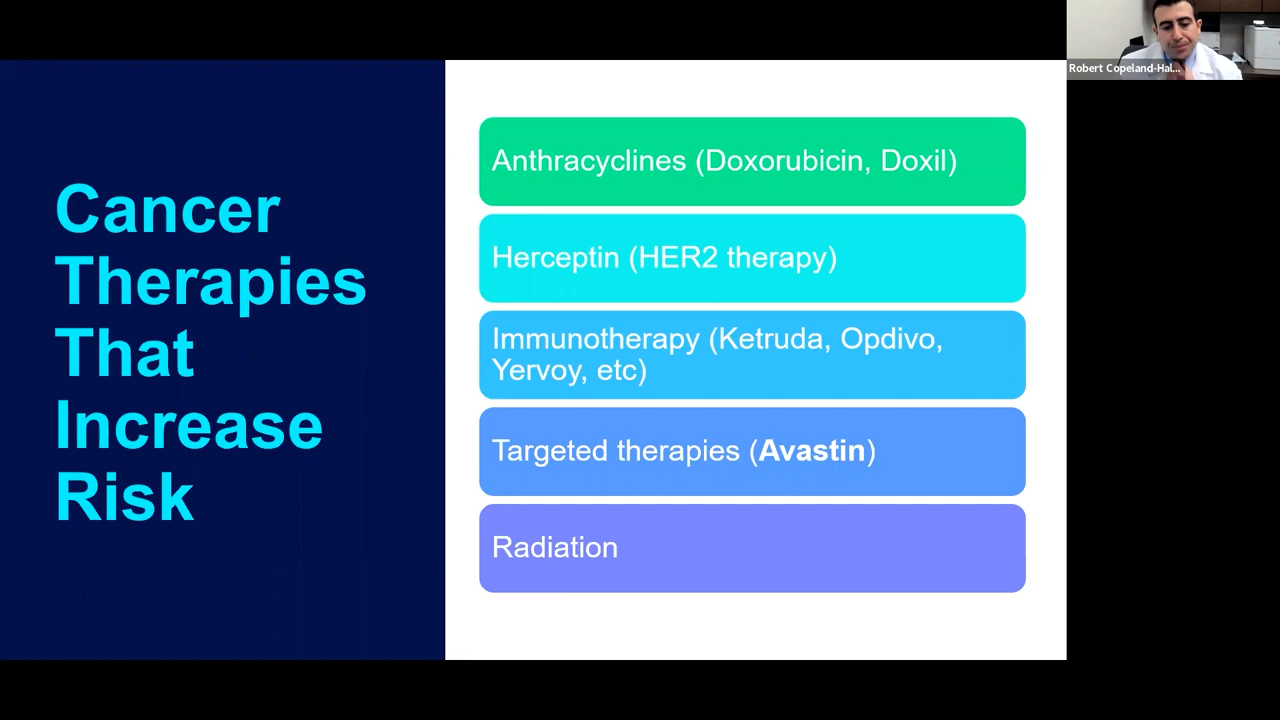 Robert Copeland-Hal...
Cancer
Therapies
That
Increase
Risk
Anthracyclines (Doxorubicin, Doxil)
Herceptin (HER2 therapy)
Immunotherapy (Ketruda, Opdivo,
Yervoy, etc)
Targeted therapies (Avastin)
Radiation